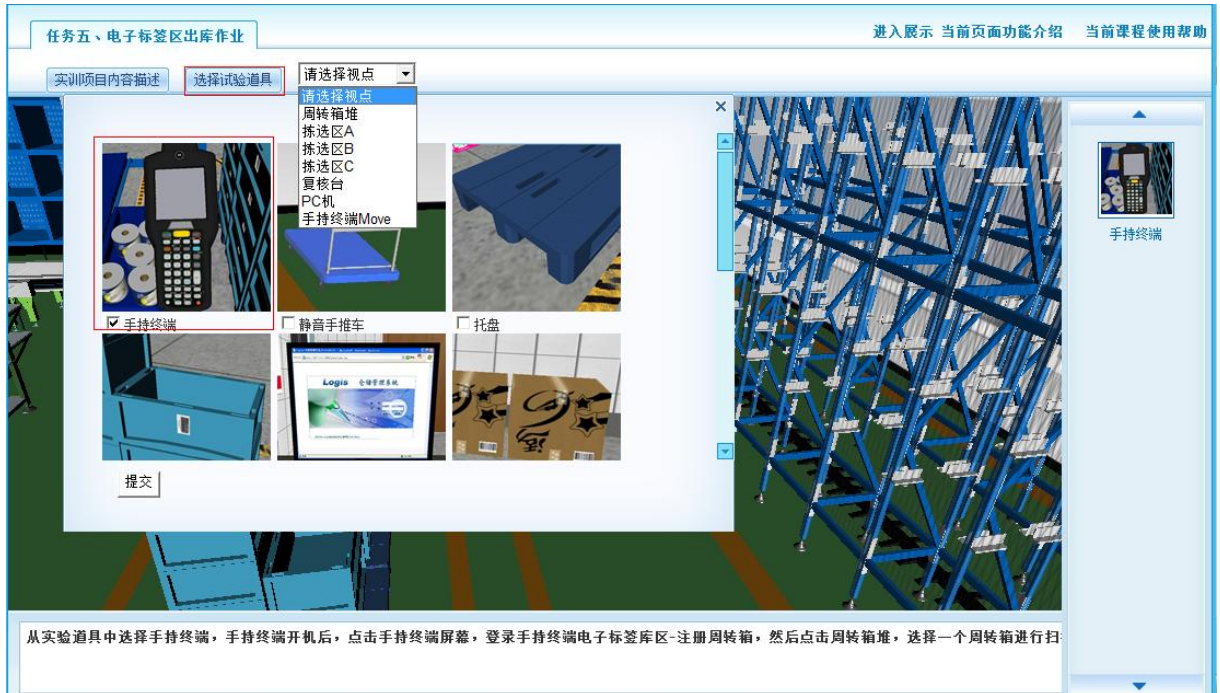 任务五、电子标签区出库作业
进入展示 当前页面功能介绍 当前课程使用帮助
实训项目内容描述
选择试验道具
请选择视点
请选择视点
周转箱堆
拣选区A
拣选区B
拣选区C
复核台
PC机
手持终端Move
手持终端
静音手推车
托盘
Logis 仓储管理系统
提交
手持终端
从实验道具中选择手持终端，手持终端开机后，点击手持终端屏幕，登录手持终端电子标签库区-注册周转箱，然后点击周转箱堆，选择一个周转箱进行扫